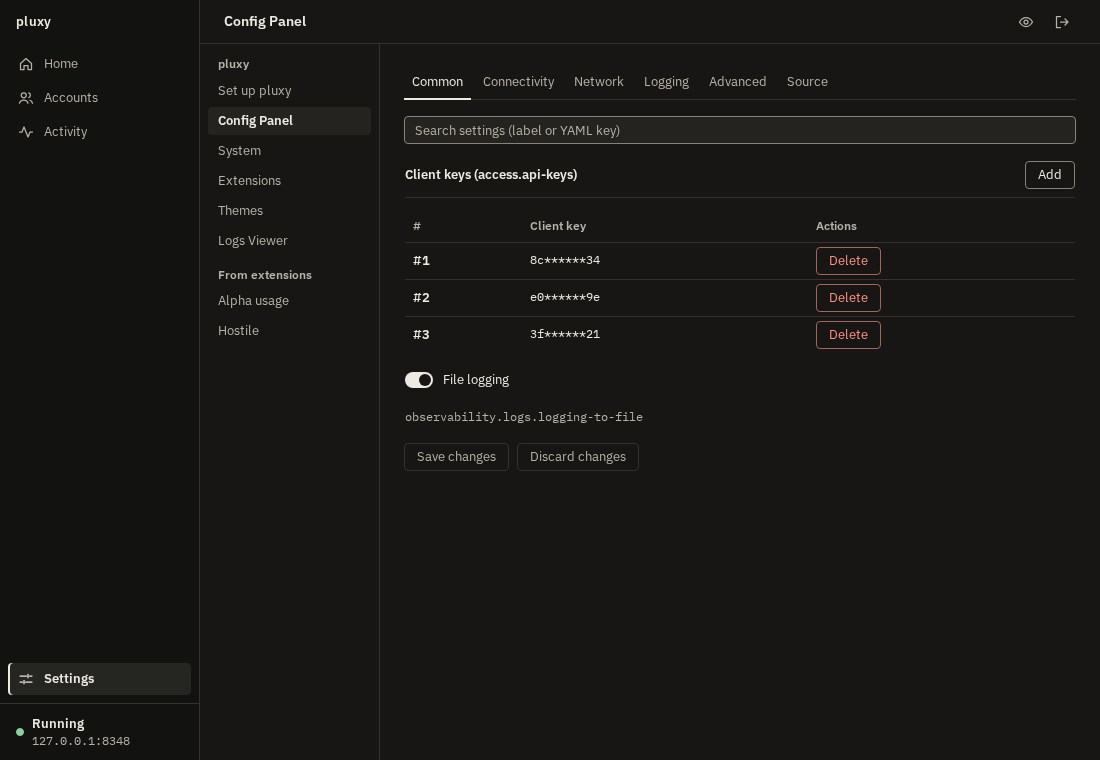 pluxy
Config Panel
Home
Accounts
Activity
pluxy
Set up pluxy
Config Panel
System
Extensions
Themes
Logs Viewer
From extensions
Alpha usage
Hostile
Common Connectivity Network Logging Advanced Source
Search settings (label or YAML key)
Client keys (access.api-keys) Add
# Client key Actions
#1 8c******34 Delete
#2 e0******9e Delete
#3 3f******21 Delete
File logging
observability.logs.logging-to-file
Save changes Discard changes
Settings
Running
127.0.0.1:8348